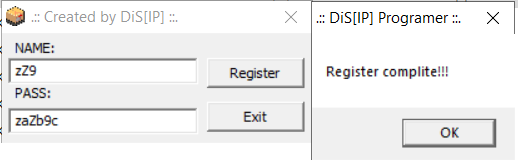 .:: Created by DiS[IP] ::.
NAME:
zZ9
Register
PASS:
zaZb9c
Exit
.:: DiS[IP] Programer ::.
Register complite!!!
OK